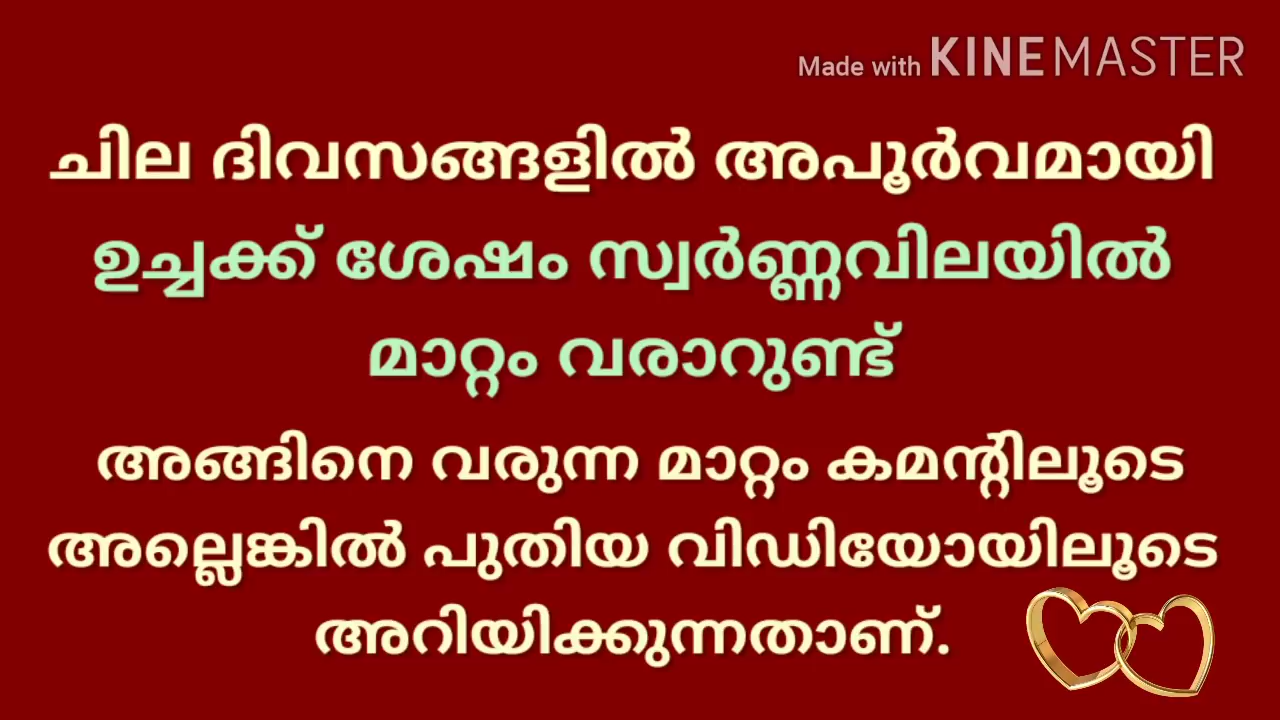 Made with KINEMASTER
ചില ദിവസങ്ങളിൽ അപൂർവമായി
ഉച്ചക്ക് ശേഷം സ്വർണ്ണവിലയിൽ
മാറ്റം വരാറുണ്ട്
അങ്ങിനെ വരുന്ന മാറ്റം കമന്റിലൂടെ
അല്ലെങ്കിൽ പുതിയ വിഡിയോയിലൂടെ
അറിയിക്കുന്നതാണ്.